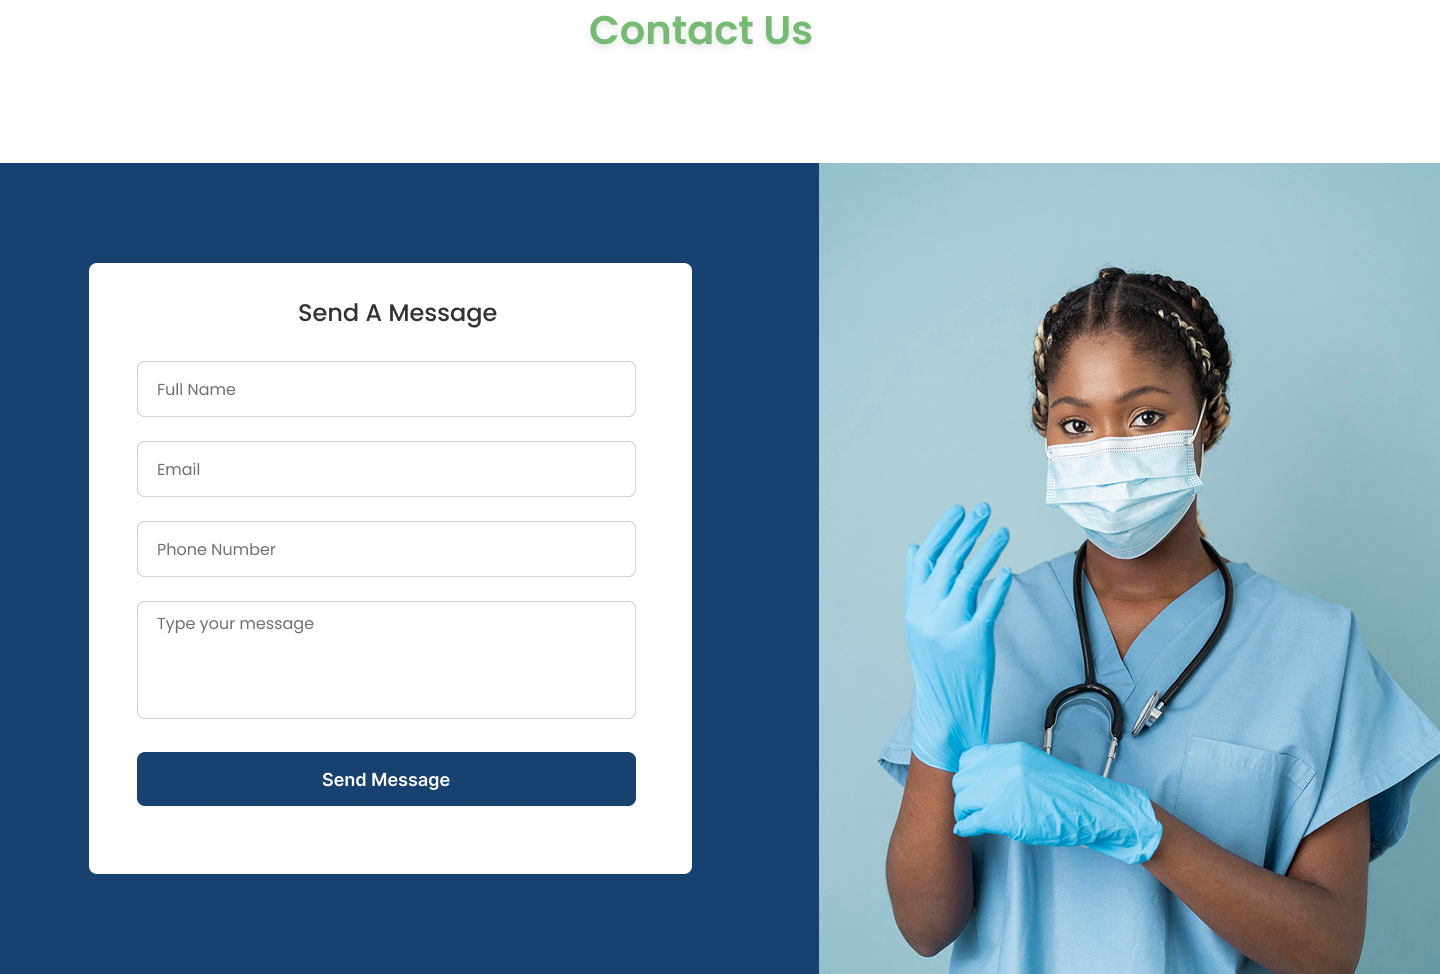 Contact Us
Send A Message
Full Name
Email
Phone Number
Type your message
Send Message